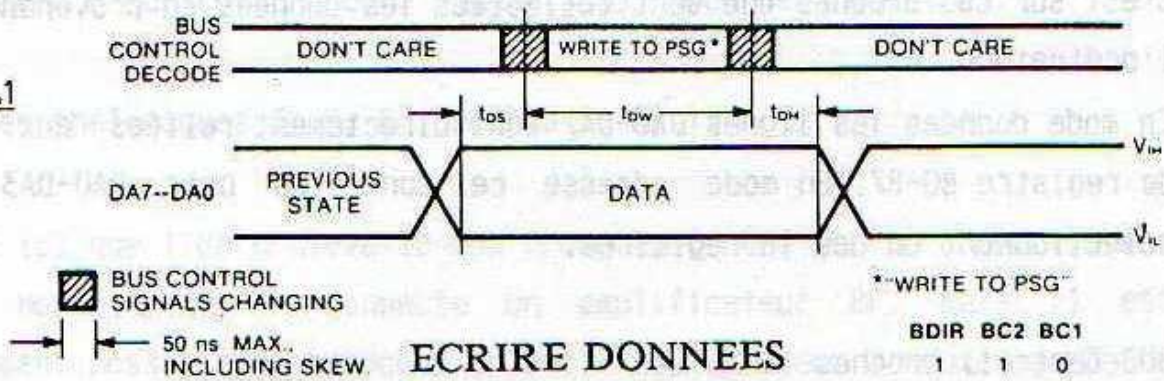 BUS
CONTROL
DECODE
DON'T CARE
WRITE TO PSG*
DON'T CARE
tDS
tDW
tDH
DA7--DA0
PREVIOUS
STATE
DATA
VIH
VIL
BUS CONTROL
SIGNALS CHANGING
50 ns MAX.,
INCLUDING SKEW.
ECRIRE DONNEES
*"WRITE TO PSG"
BDIR BC2 BC1
1 1 0